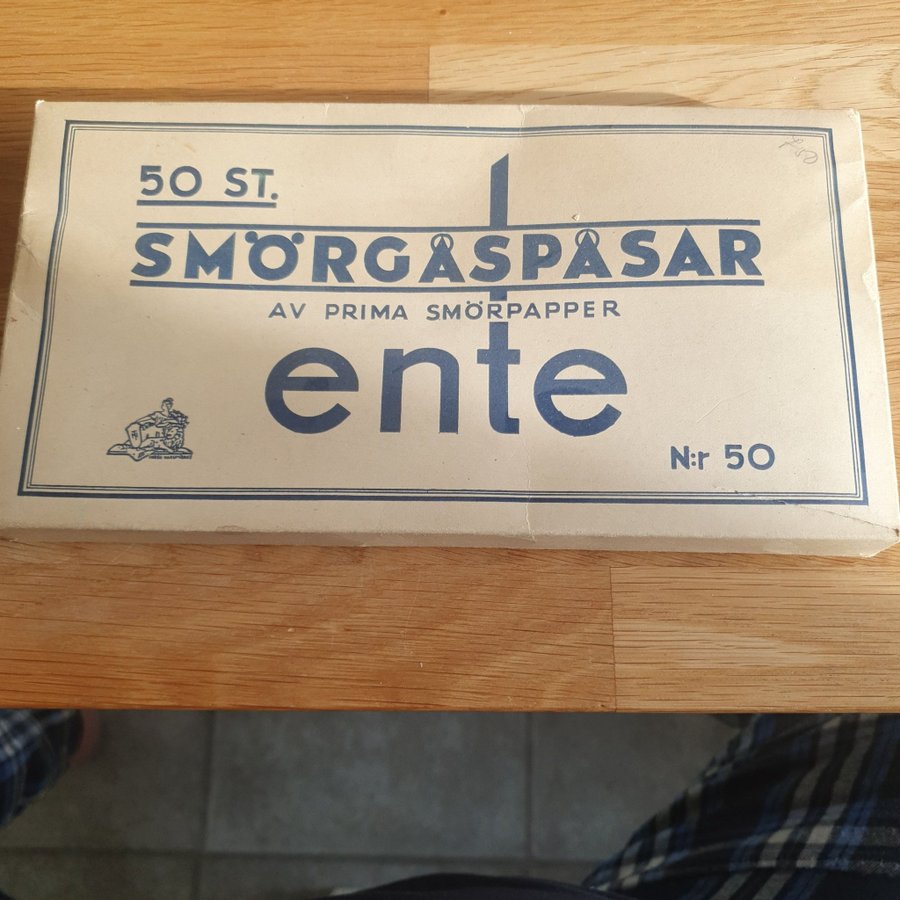 50 ST.
SMÖRGÅSPÅSAR
AV PRIMA SMÖRPAPPER
ente
N:r 50